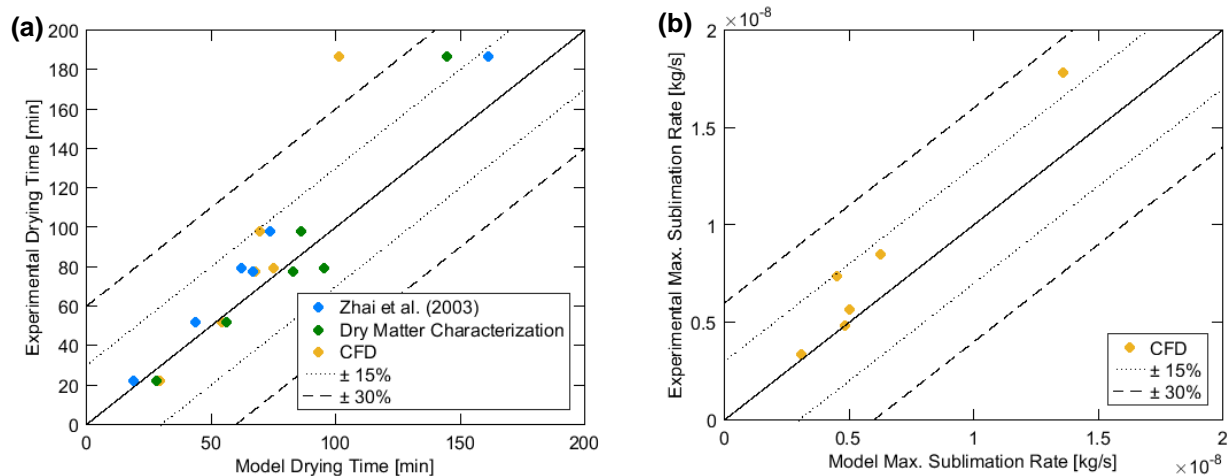 (a)
200
180
160
140
120
100
80
60
40
20
0
Experimental Drying Time [min]
0 50 100 150 200
Model Drying Time [min]
Zhai et al. (2003)
Dry Matter Characterization
CFD
± 15%
± 30%
(b)
×10⁻⁸
2
1.5
1
0.5
0
Experimental Max. Sublimation Rate [kg/s]
0 0.5 1 1.5 2
Model Max. Sublimation Rate [kg/s]
×10⁻⁸
CFD
± 15%
± 30%